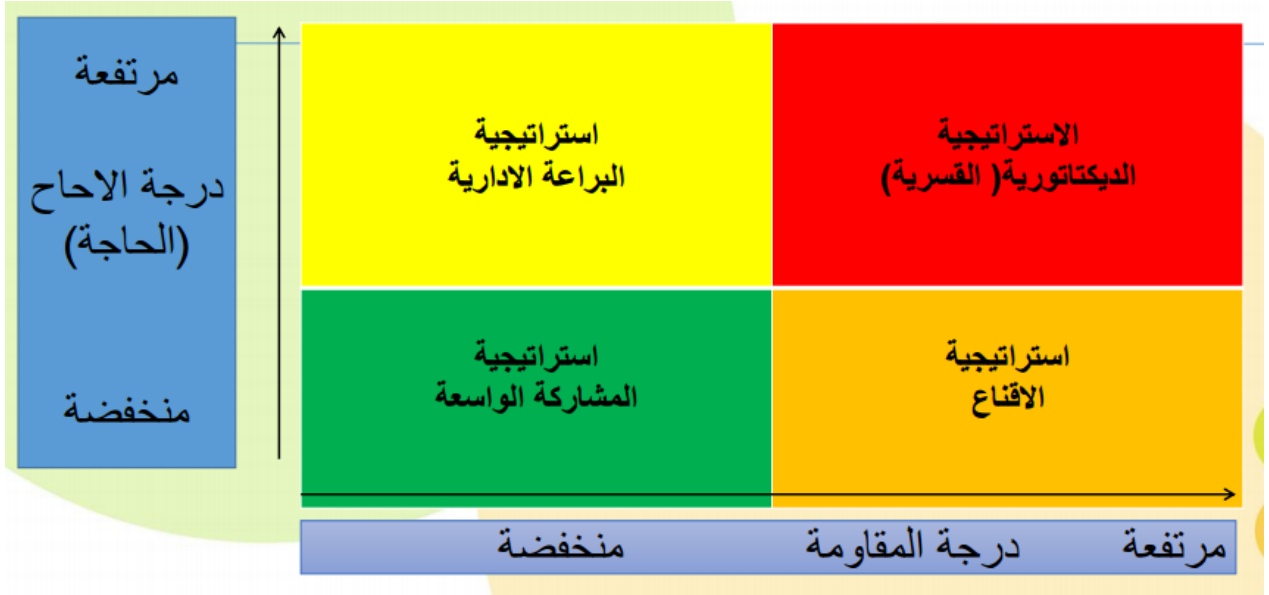 مرتفعة
درجة الاحاح
(الحاجة)
منخفضة
الاستراتيجية
الديكتاتورية( القسرية)
استراتيجية
البراعة الادارية
استراتيجية
الاقناع
استراتيجية
المشاركة الواسعة
مرتفعة درجة المقاومة منخفضة